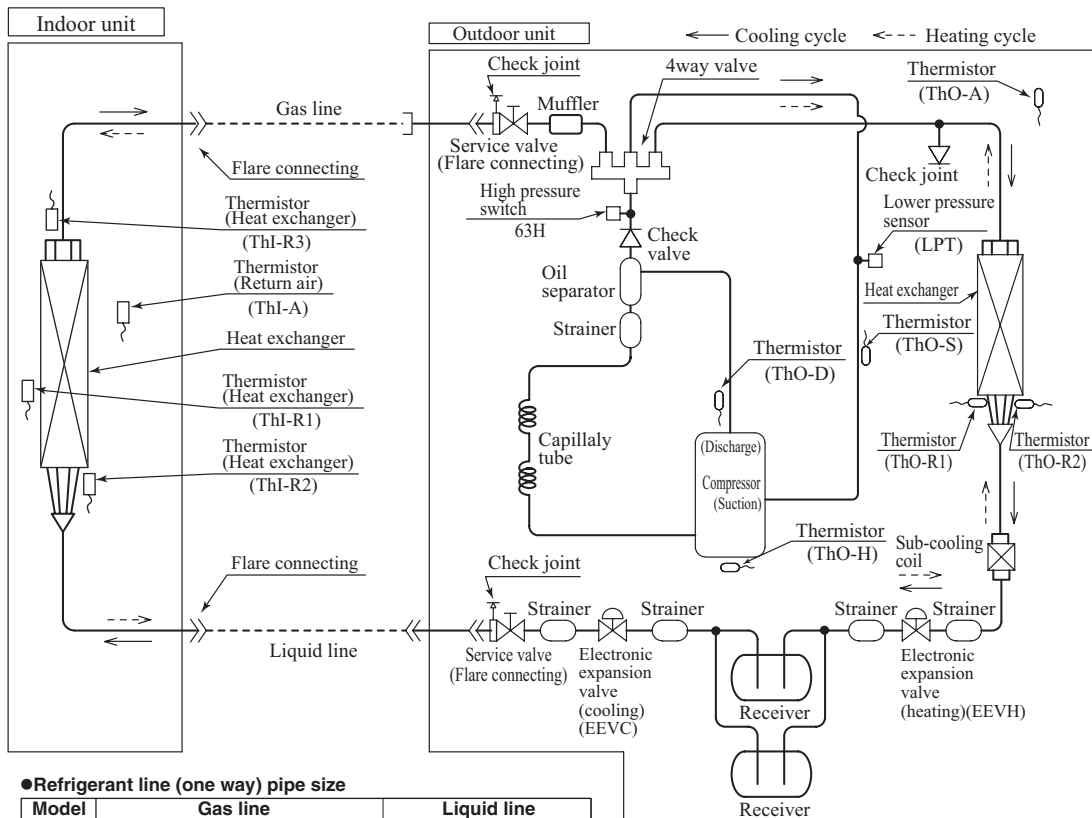 Indoor unit
Outdoor unit
Cooling cycle
Heating cycle
Check joint
4way valve
Thermistor
(ThO-A)
Gas line
Muffler
Service valve
(Flare connecting)
Flare connecting
Check joint
High pressure
switch
63H
Lower pressure
sensor
(LPT)
Thermistor
(Heat exchanger)
(ThI-R3)
Check
valve
Thermistor
(Return air)
(ThI-A)
Oil
separator
Heat exchanger
Strainer
Thermistor
(ThO-S)
Heat exchanger
Thermistor
(ThO-D)
Thermistor
(Heat exchanger)
(ThI-R1)
Capillaly
tube
(Discharge)
Compressor
(Suction)
Thermistor
(ThO-R1)
Thermistor
(ThO-R2)
Thermistor
(Heat exchanger)
(ThI-R2)
Thermistor
(ThO-H)
Sub-cooling
coil
Flare connecting
Check joint
Strainer
Strainer
Strainer
Strainer
Liquid line
Service valve
(Flare connecting)
Electronic
expansion
valve
(cooling)
(EEVC)
Receiver
Electronic
expansion
valve
(heating)(EEVH)
Receiver
●Refrigerant line (one way) pipe size
Model Gas line Liquid line